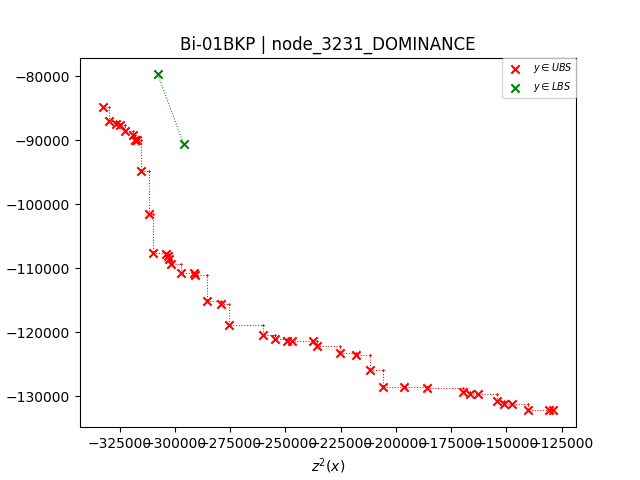 Bi-01BKP | node_3231_DOMINANCE
y ∈ UBS
y ∈ LBS
−80000
−90000
−100000
−110000
−120000
−130000
−325000 −300000 −275000 −250000 −225000 −200000 −175000 −150000 −125000
z²(x)